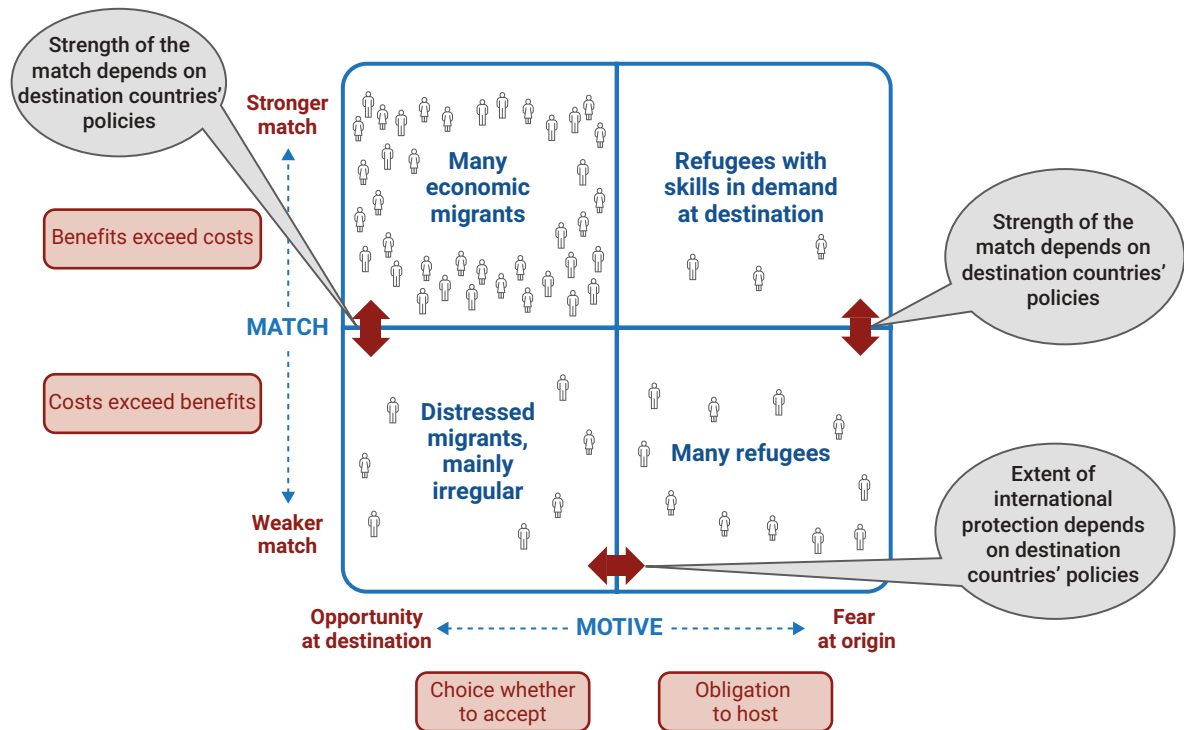 Strength of the
match depends on
destination countries’
policies
Stronger
match
Many
economic
migrants
Refugees with
skills in demand
at destination
Benefits exceed costs
Strength of the
match depends on
destination countries’
policies
MATCH
Costs exceed benefits
Distressed
migrants,
mainly
irregular
Many refugees
Weaker
match
Extent of
international
protection depends
on destination
countries’ policies
Opportunity
at destination
MOTIVE
Fear
at origin
Choice whether
to accept
Obligation
to host